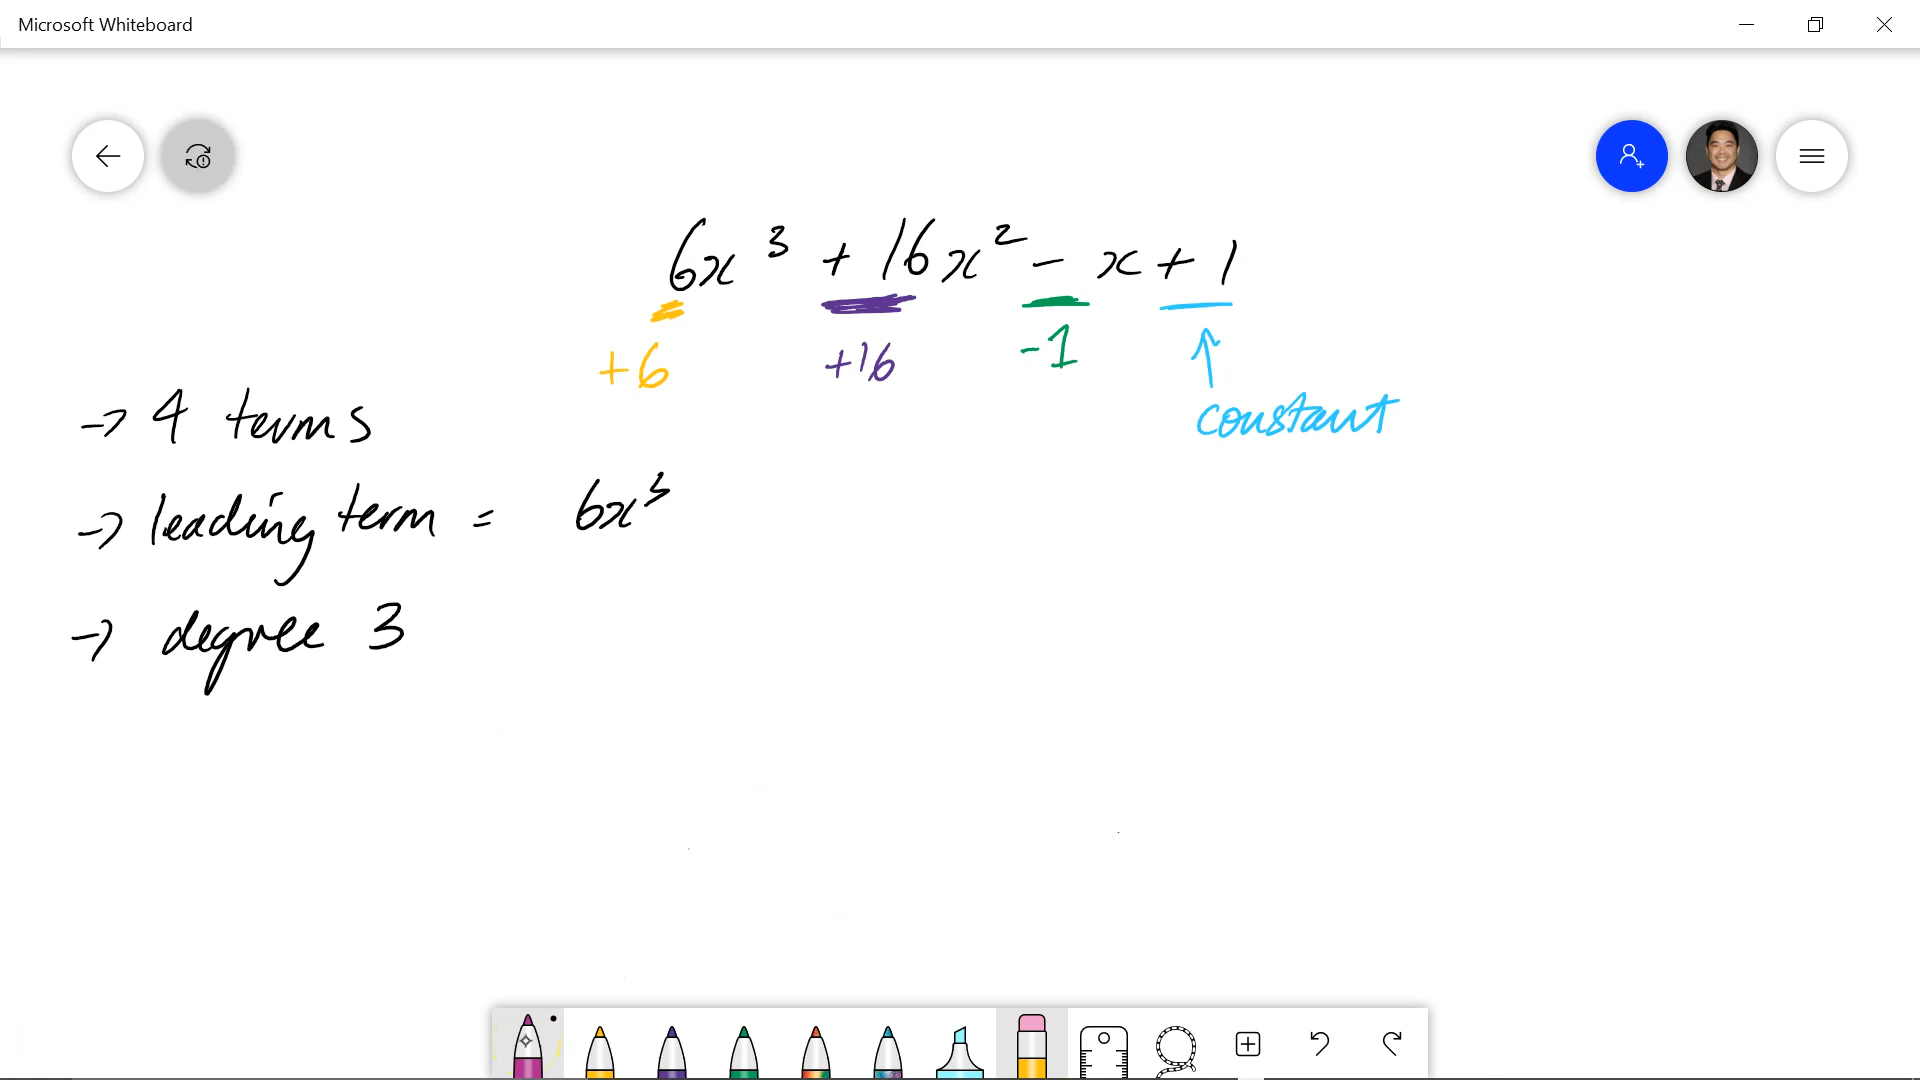 Microsoft Whiteboard
6x³ + 16x² - x + 1
+6 +16 -1
constant
→ 4 terms
→ leading term = 6x³
→ degree 3